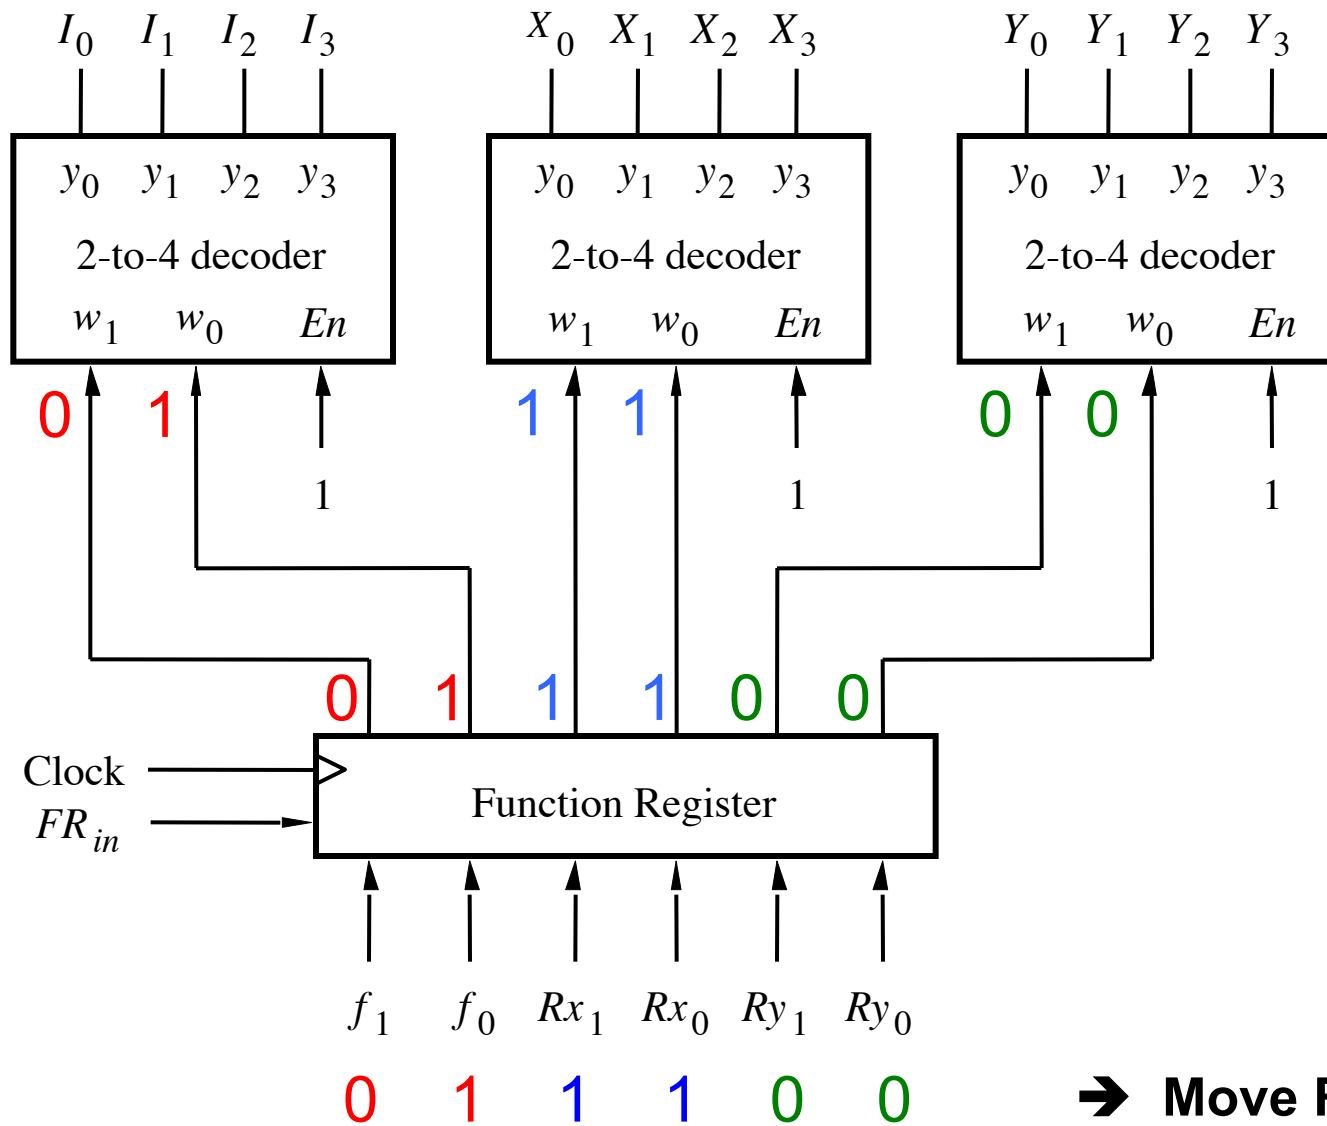 I0 I1 I2 I3 X0 X1 X2 X3 Y0 Y1 Y2 Y3
y0 y1 y2 y3 y0 y1 y2 y3 y0 y1 y2 y3
2-to-4 decoder 2-to-4 decoder 2-to-4 decoder
w1 w0 En w1 w0 En w1 w0 En
0 1 1 1 0 0
1 1 1
0 1 1 1 0 0
Clock
Function Register
FRin
f1 f0 Rx1 Rx0 Ry1 Ry0
0 1 1 1 0 0 ➔ Move